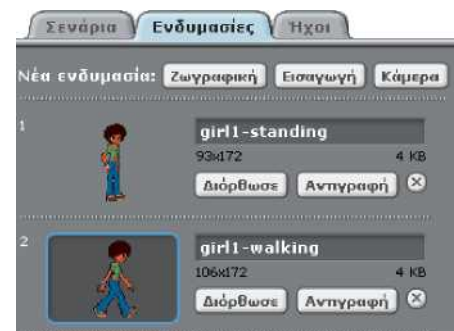 Σενάρια Ενδυμασίες Ήχοι
Νέα ενδυμασία: Ζωγραφική Εισαγωγή Κάμερα
1
girl1-standing
93x172 4 KB
Διόρθωσε Αντιγραφή
2
girl1-walking
106x172 4 KB
Διόρθωσε Αντιγραφή